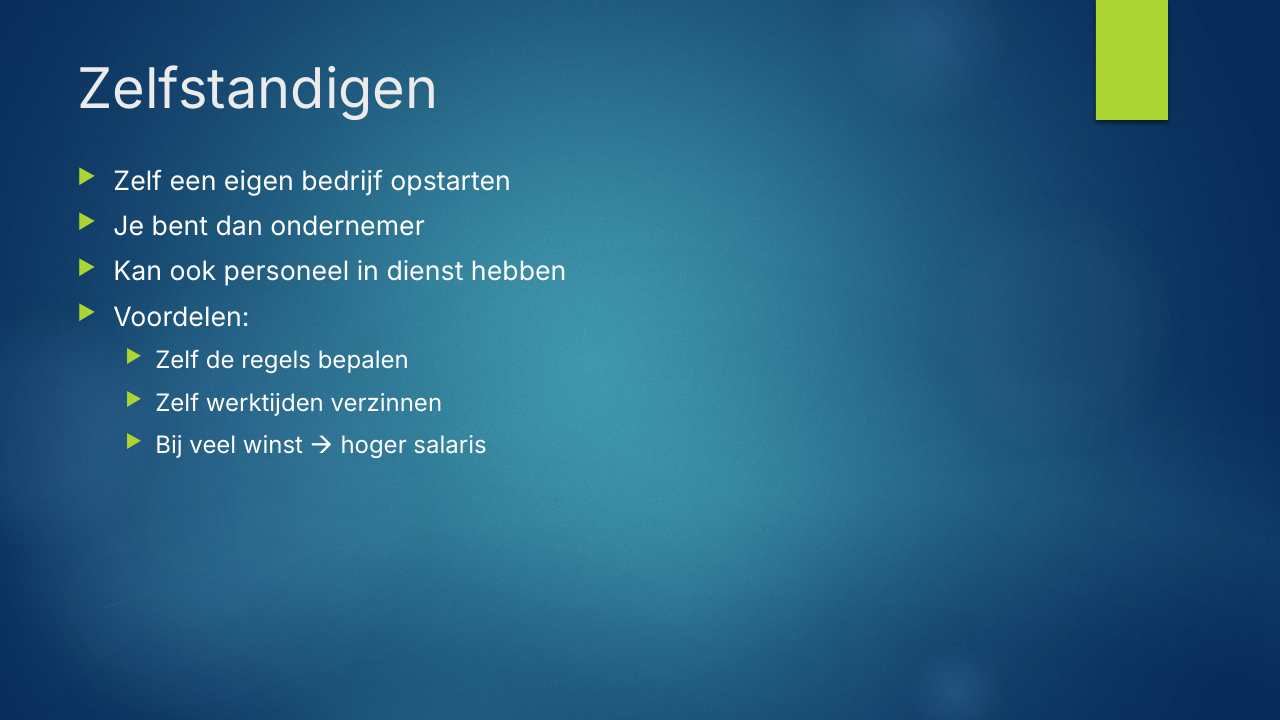 Zelfstandigen
Zelf een eigen bedrijf opstarten
Je bent dan ondernemer
Kan ook personeel in dienst hebben
Voordelen:
Zelf de regels bepalen
Zelf werktijden verzinnen
Bij veel winst → hoger salaris